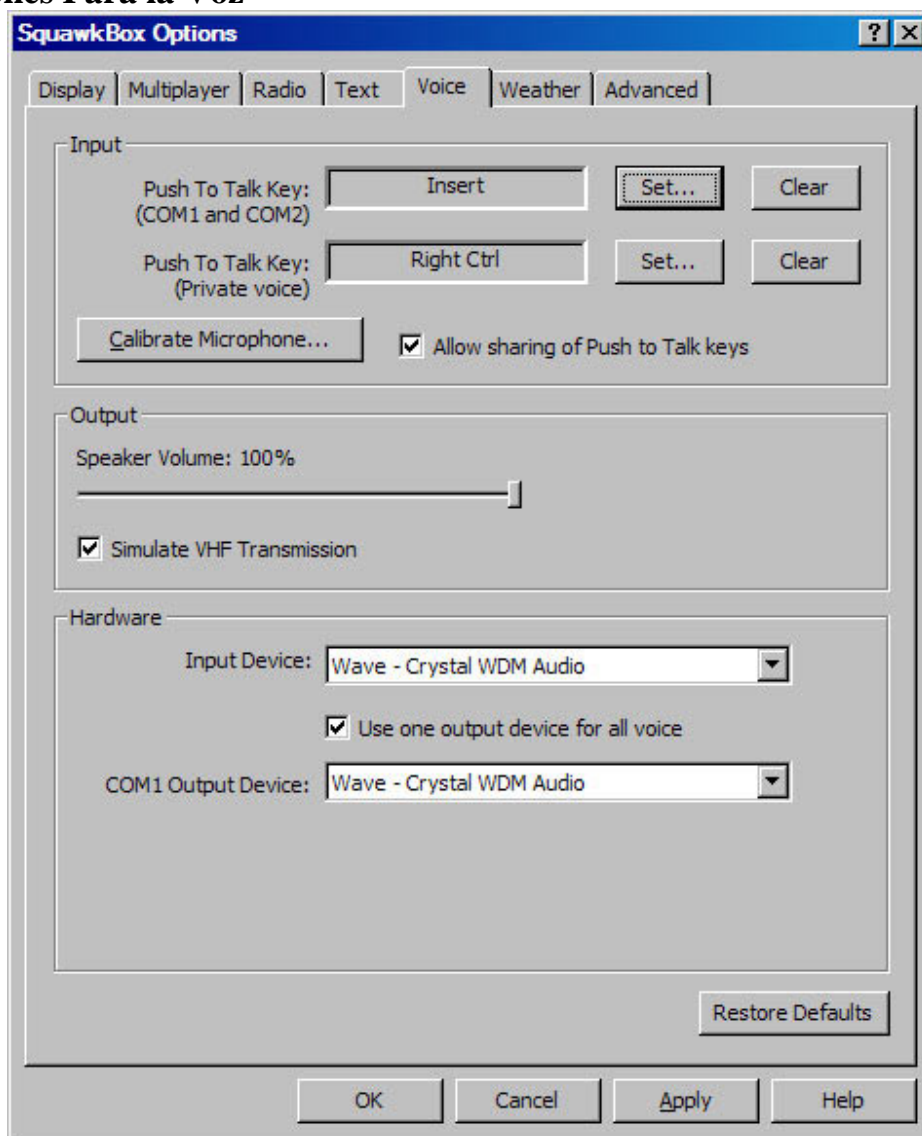 nes Para la Voz
SquawkBox Options
Display Multiplayer Radio Text Voice Weather Advanced
Input
Push To Talk Key:
(COM1 and COM2)
Insert
Set...
Clear
Push To Talk Key:
(Private voice)
Right Ctrl
Set...
Clear
Calibrate Microphone...
Allow sharing of Push to Talk keys
Output
Speaker Volume: 100%
Simulate VHF Transmission
Hardware
Input Device: Wave - Crystal WDM Audio
Use one output device for all voice
COM1 Output Device: Wave - Crystal WDM Audio
Restore Defaults
OK Cancel Apply Help